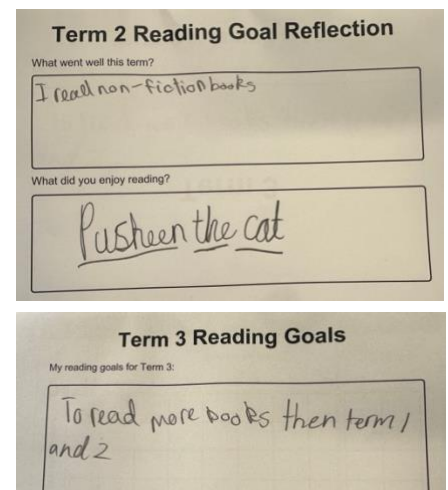 Term 2 Reading Goal Reflection
What went well this term?
I read non-fiction books
What did you enjoy reading?
Pusheen the cat
Term 3 Reading Goals
My reading goals for Term 3:
To read more books then term 1
and 2